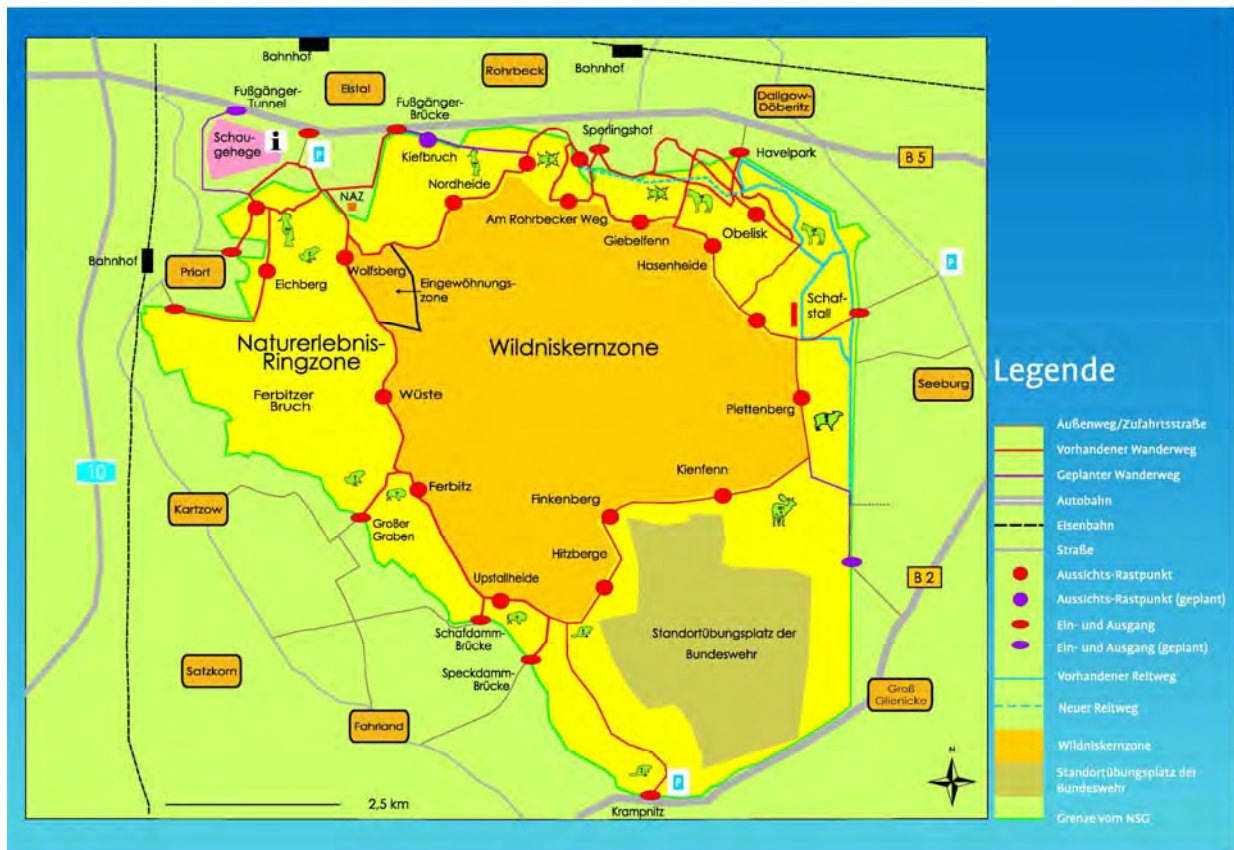 Bahnhof
Elstal
Rohrbeck
Bahnhof
Dallgow-
Döberitz
Fußgänger-
Tunnel
Fußgänger-
Brücke
Schau-
gehege
i
P
Kiefbruch
Sperlingshof
Havelpark
B 5
Nordheide
NAZ
Am Rohrbecker Weg
Giebelfenn
Obelisk
Hasenheide
Bahnhof
Priort
Eichberg
Wolfsberg
Eingewöhnungs-
zone
P
Schaf-
stall
Naturerlebnis-
Ringzone
Wildniskernzone
Ferbitzer
Bruch
Wüste
Seeburg
Piettenberg
10
Kartzow
Ferbitz
Kienfenn
Finkenberg
Großer
Graben
Hitzberge
Upstallheide
B 2
Schafdamm-
Brücke
Speckdamm-
Brücke
Standortübungsplatz der
Bundeswehr
Satzkorn
Fahrland
Groß
Glienicke
P
2,5 km
Krampnitz
N
Legende
Außenweg/Zufahrtsstraße
Vorhandener Wanderweg
Geplanter Wanderweg
Autobahn
Eisenbahn
Straße
Aussichts-Rastpunkt
Aussichts-Rastpunkt (geplant)
Ein- und Ausgang
Ein- und Ausgang (geplant)
Vorhandener Reitweg
Neuer Reitweg
Wildniskernzone
Standortübungsplatz der
Bundeswehr
Grenze vom NSG